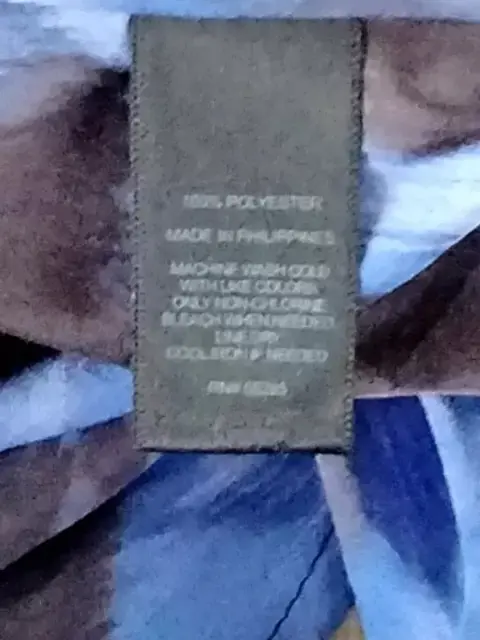 100% POLYESTER
MADE IN PHILIPPINES
MACHINE WASH COLD
WITH LIKE COLORS
ONLY NON-CHLORINE
BLEACH WHEN NEEDED
LINE DRY
COOL IRON IF NEEDED
RN#